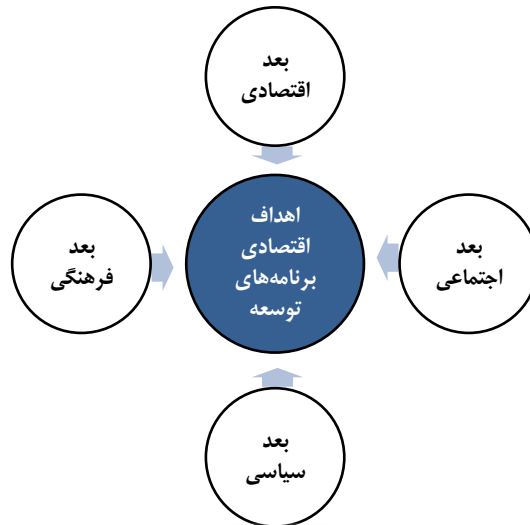 بعد
اقتصادی
اهداف
اقتصادی
برنامه‌های
توسعه
بعد
اجتماعی
بعد
فرهنگی
بعد
سیاسی